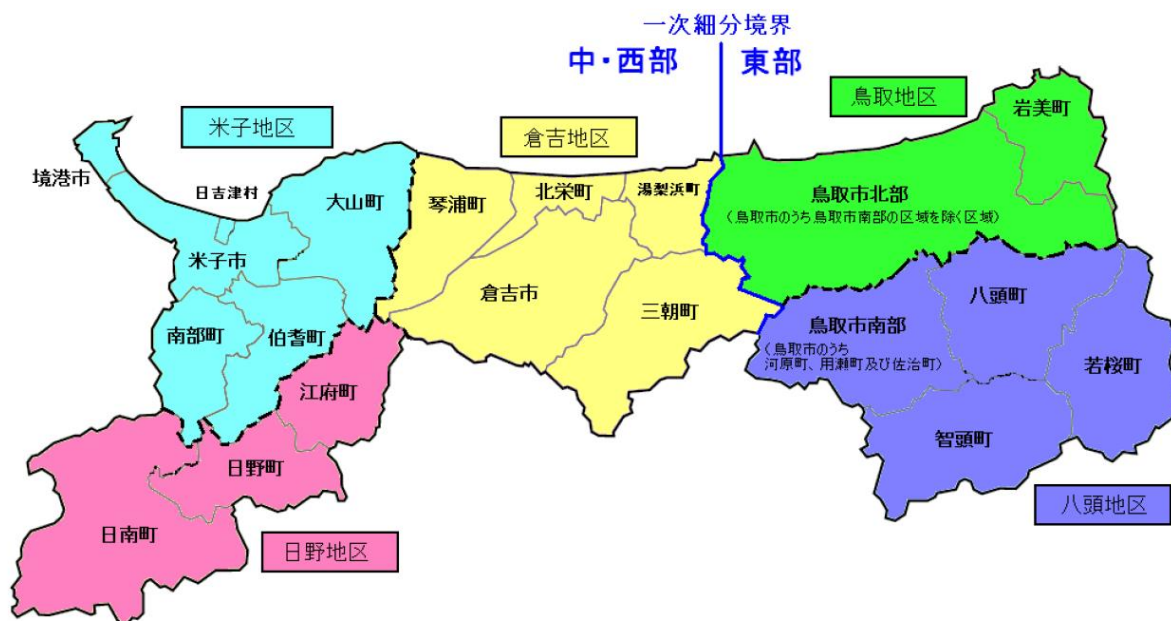 一次細分境界
中・西部
東部
鳥取地区
岩美町
米子地区
倉吉地区
境港市
日吉津村
大山町
琴浦町
北栄町
湯梨浜町
鳥取市北部
（鳥取市のうち鳥取市南部の区域を除く区域）
米子市
倉吉市
三朝町
八頭町
南部町
伯耆町
鳥取市南部
（鳥取市のうち
河原町、用瀬町及び佐治町）
若桜町
江府町
智頭町
日野町
八頭地区
日南町
日野地区